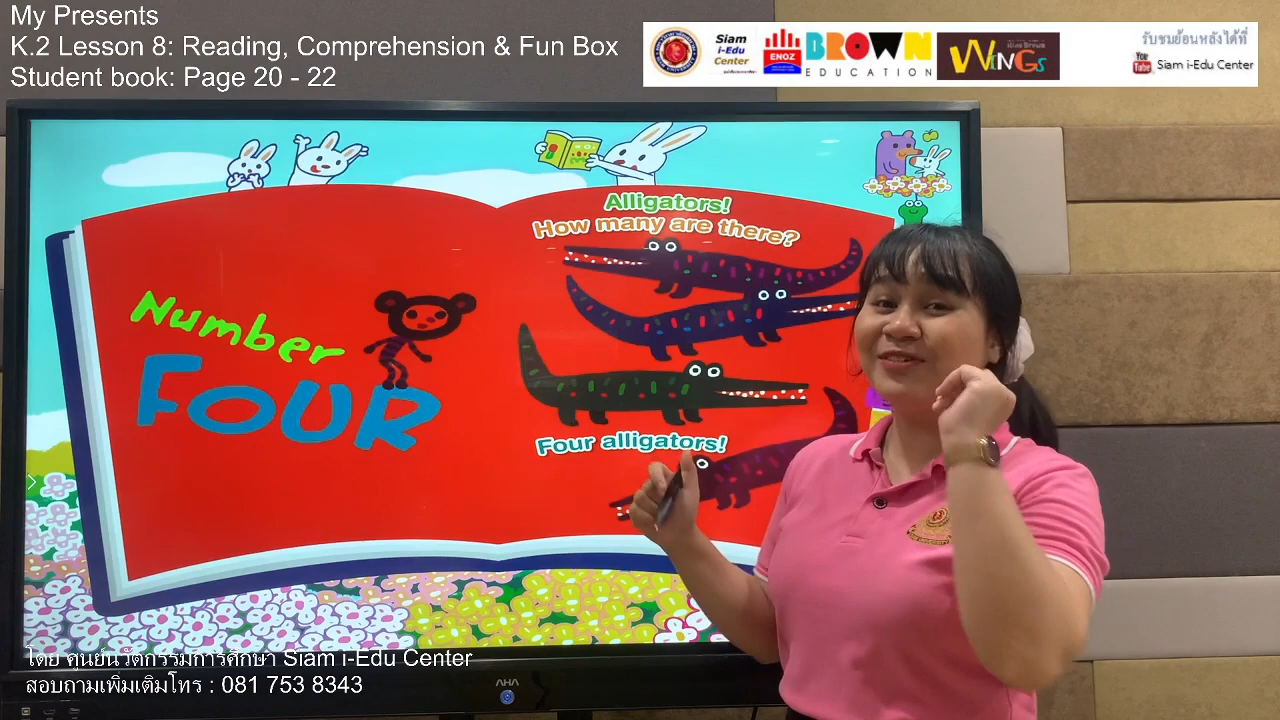 My Presents
K.2 Lesson 8: Reading, Comprehension & Fun Box
Student book: Page 20 - 22
Siam
i-Edu
Center
ENOZ
BROWN
EDUCATION
WINGS
รับชมย้อนหลังได้ที่
You
Tube
Siam i-Edu Center
Alligators!
How many are there?
Number
FOUR
Four alligators!
โดย ศูนย์นวัตกรรมการศึกษา Siam i-Edu Center
สอบถามเพิ่มเติมโทร : 081 753 8343
AHA